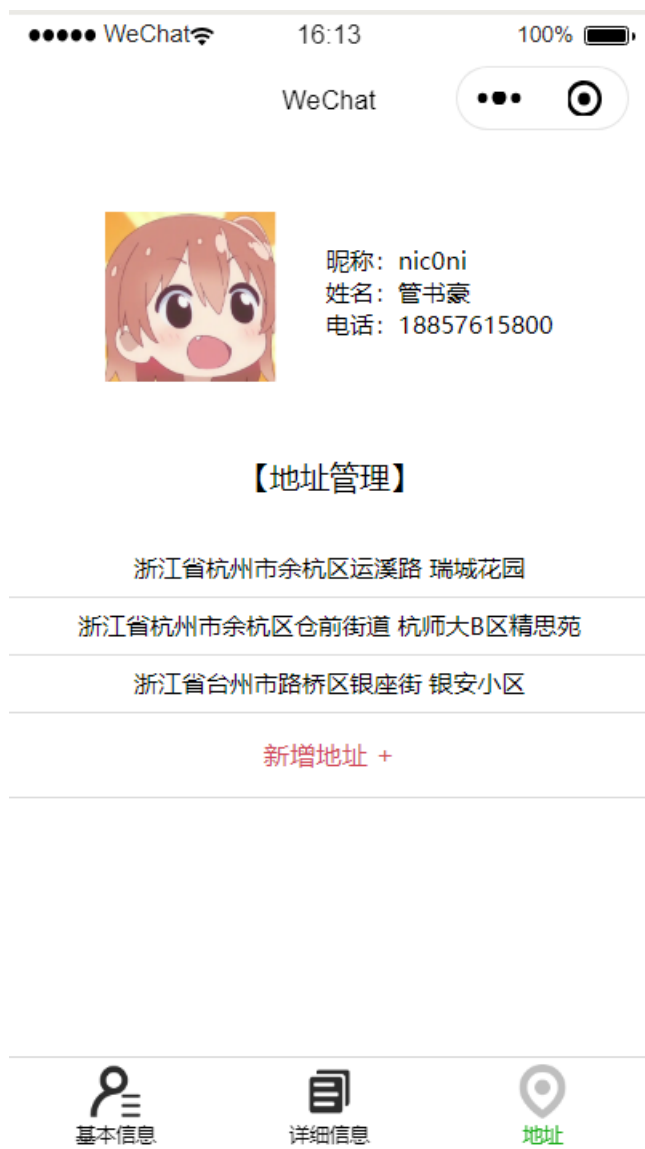 ●●●●● WeChat 16:13 100%
WeChat
昵称：nic0ni
姓名：管书豪
电话：18857615800
【地址管理】
浙江省杭州市余杭区运溪路 瑞城花园
浙江省杭州市余杭区仓前街道 杭师大B区精思苑
浙江省台州市路桥区银座街 银安小区
新增地址 +
基本信息 详细信息 地址